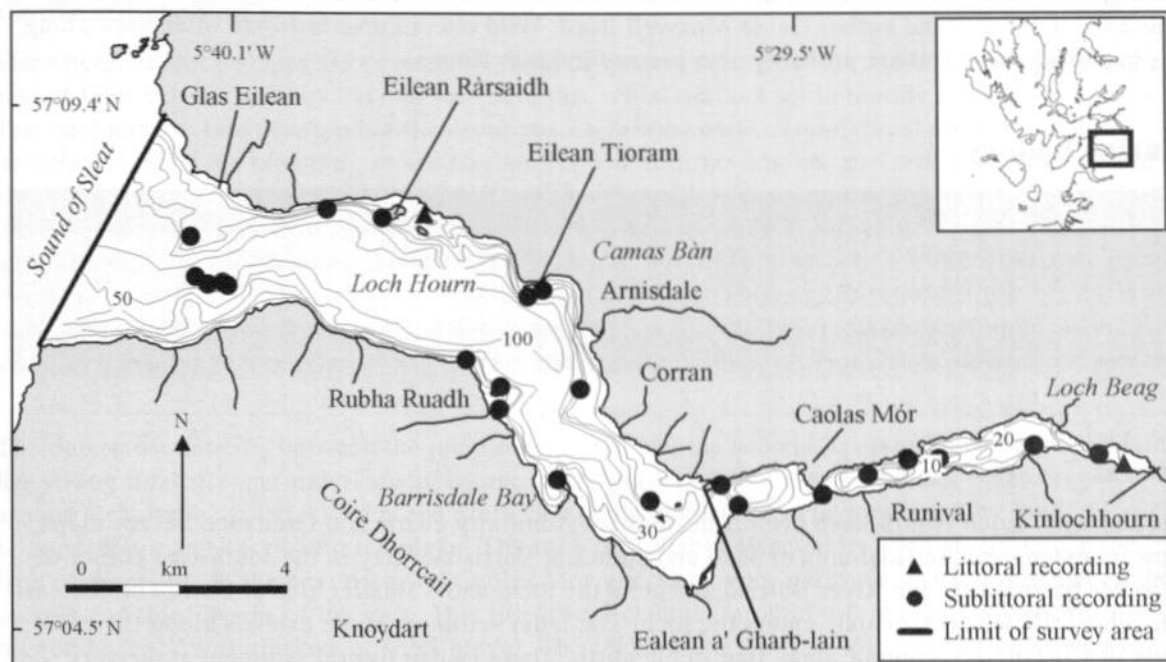 5°40.1'W
5°29.5'W
57°09.4'
Glas Eilean
Eilean Ràrsaidh
Eilean Tioram
Sound of Sleat
Camas Bàn
Loch Hourn
Arnisdale
50
100
Corran
Loch Beag
Rubha Ruadh
Caolas Mór
20
10
N
Barrisdale Bay
30
Runival
Kinlochhourn
Coire Dhorrcail
0 km 4
57°04.5'
Knoydart
Ealean a' Gharb-lain
Littoral recording
Sublittoral recording
Limit of survey area